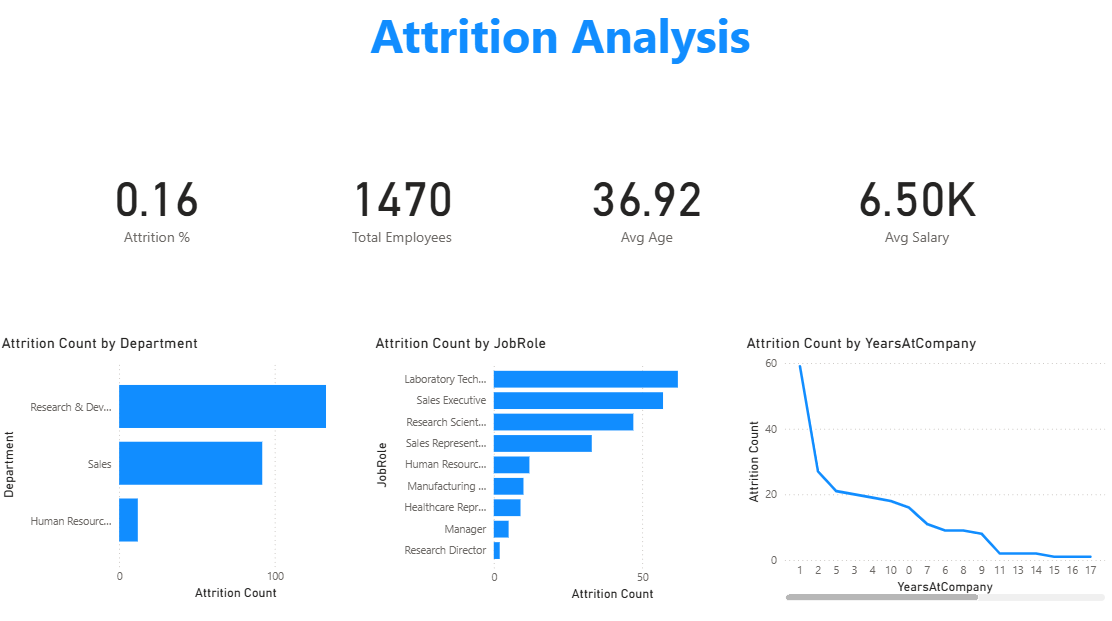 Attrition Analysis
0.16
Attrition %
1470
Total Employees
36.92
Avg Age
6.50K
Avg Salary
Attrition Count by Department
Department
Research & Dev...
Sales
Human Resourc...
0 100
Attrition Count
Attrition Count by JobRole
JobRole
Laboratory Tech...
Sales Executive
Research Scient...
Sales Represent...
Human Resourc...
Manufacturing ...
Healthcare Repr...
Manager
Research Director
0 50
Attrition Count
Attrition Count by YearsAtCompany
Attrition Count
60
40
20
0
1 2 5 3 4 10 0 7 6 8 9 11 13 14 15 16 17
YearsAtCompany